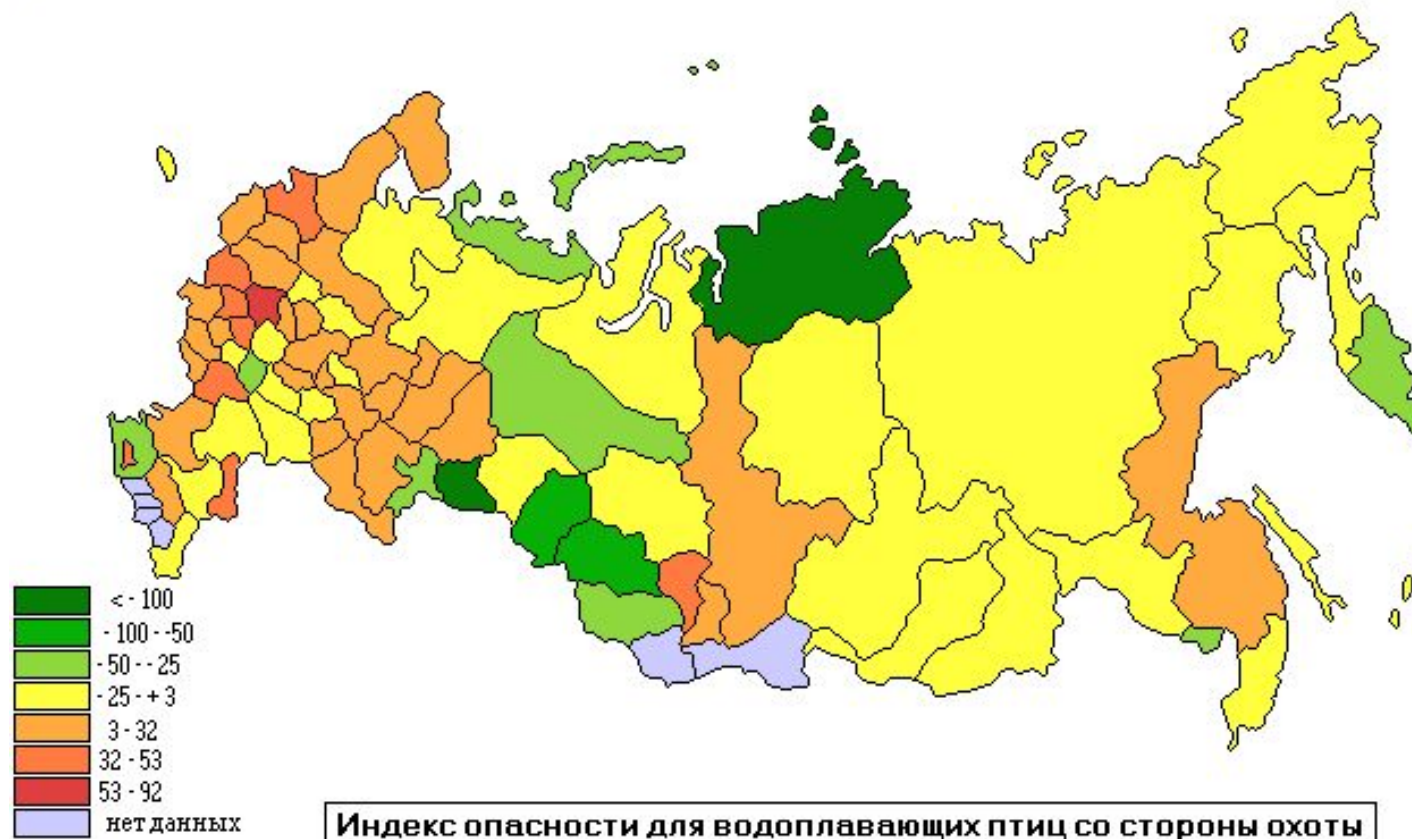 < - 100
- 100 - -50
- 50 - - 25
- 25 - + 3
3 - 32
32 - 53
53 - 92
нет данных
Индекс опасности для водоплавающих птиц со стороны охоты